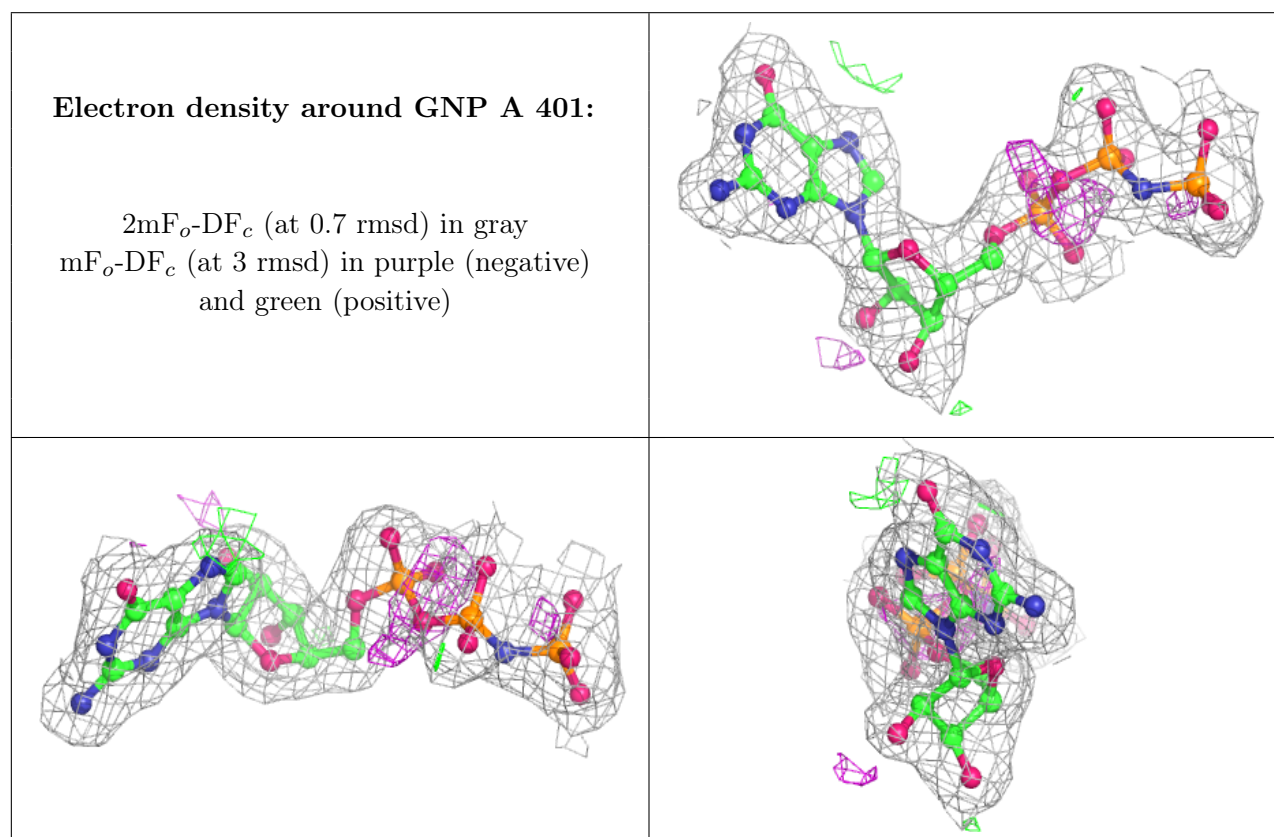 Electron density around GNP A 401:
2mFo-DFc (at 0.7 rmsd) in gray
mFo-DFc (at 3 rmsd) in purple (negative)
and green (positive)